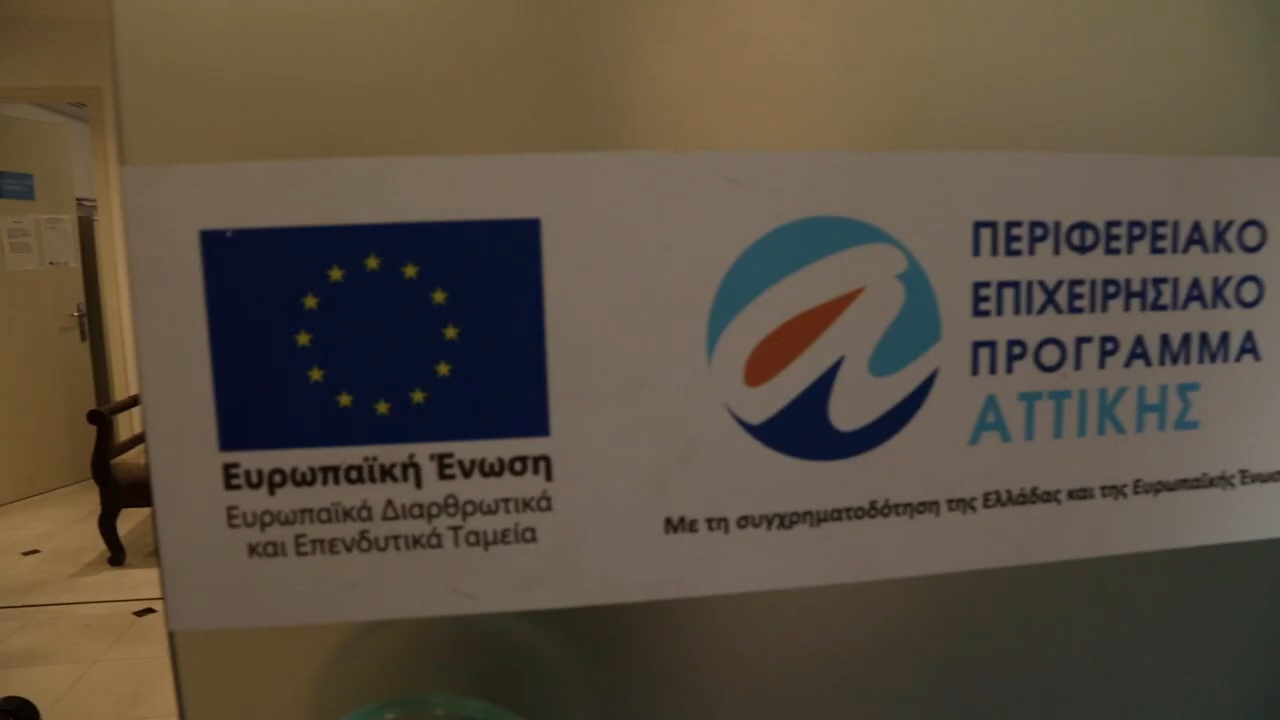 Ευρωπαϊκή Ένωση
Ευρωπαϊκά Διαρθρωτικά
και Επενδυτικά Ταμεία
ΠΕΡΙΦΕΡΕΙΑΚΟ
ΕΠΙΧΕΙΡΗΣΙΑΚΟ
ΠΡΟΓΡΑΜΜΑ
ΑΤΤΙΚΗΣ
Με τη συγχρηματοδότηση της Ελλάδας και της Ευρωπαϊκής